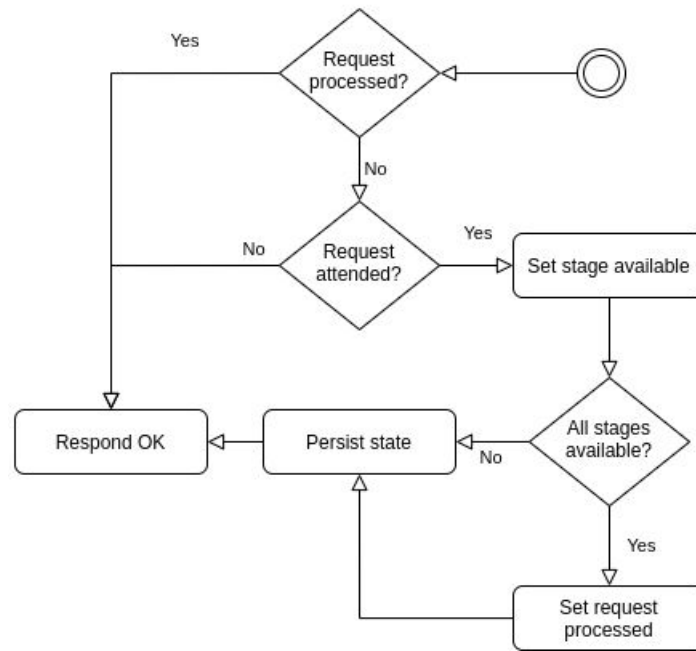 Yes
Request
processed?
No
No
Request
attended?
Yes
Set stage available
Respond OK
Persist state
No
All stages
available?
Yes
Set request
processed